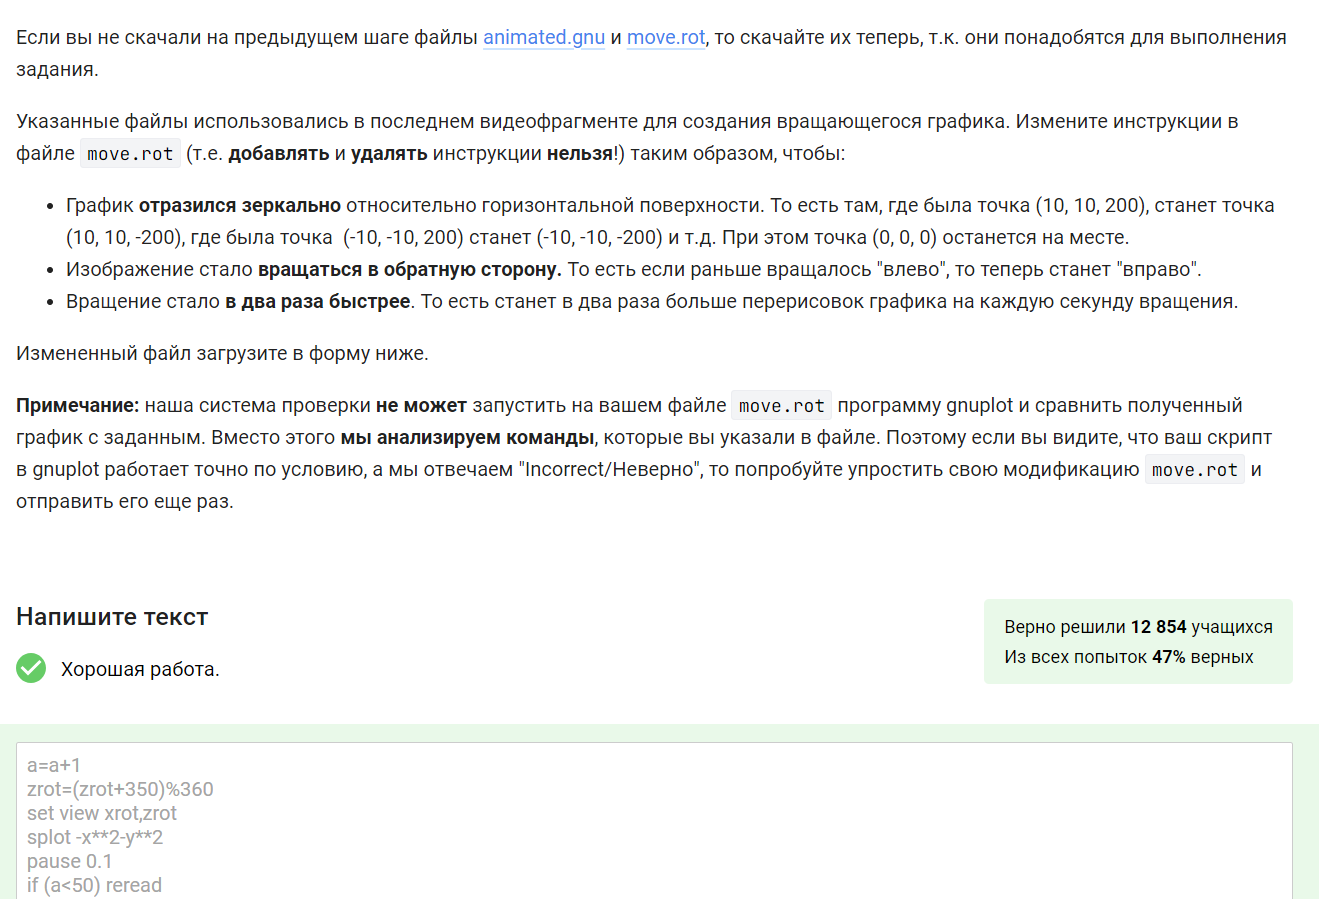 Если вы не скачали на предыдущем шаге файлы animated.gnu и move.rot, то скачайте их теперь, т.к. они понадобятся для выполнения
задания.
Указанные файлы использовались в последнем видеофрагменте для создания вращающегося графика. Измените инструкции в
файле move.rot (т.е. добавлять и удалять инструкции нельзя!) таким образом, чтобы:
• График отразился зеркально относительно горизонтальной поверхности. То есть там, где была точка (10, 10, 200), станет точка
(10, 10, -200), где была точка (-10, -10, 200) станет (-10, -10, -200) и т.д. При этом точка (0, 0, 0) останется на месте.
• Изображение стало вращаться в обратную сторону. То есть если раньше вращалось "влево", то теперь станет "вправо".
• Вращение стало в два раза быстрее. То есть станет в два раза больше перерисовок графика на каждую секунду вращения.
Измененный файл загрузите в форму ниже.
Примечание: наша система проверки не может запустить на вашем файле move.rot программу gnuplot и сравнить полученный
график с заданным. Вместо этого мы анализируем команды, которые вы указали в файле. Поэтому если вы видите, что ваш скрипт
в gnuplot работает точно по условию, а мы отвечаем "Incorrect/Неверно", то попробуйте упростить свою модификацию move.rot и
отправить его еще раз.
Напишите текст
Верно решили 12 854 учащихся
Из всех попыток 47% верных
Хорошая работа.
a=a+1
zrot=(zrot+350)%360
set view xrot,zrot
splot -x**2-y**2
pause 0.1
if (a<50) reread